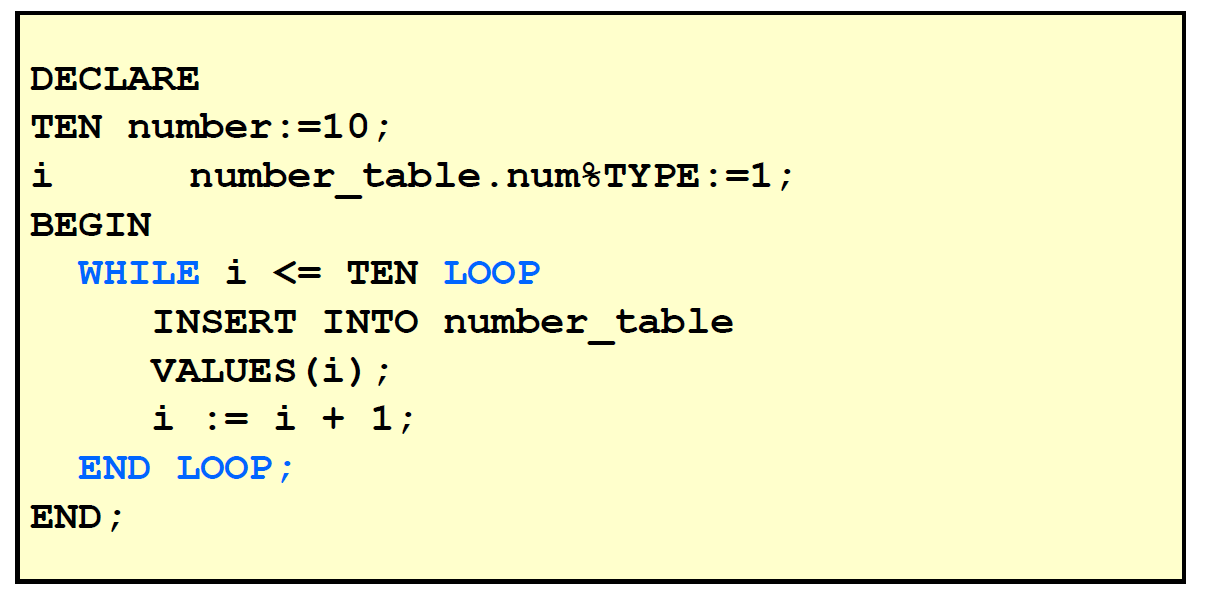 DECLARE
TEN number:=10;
i number_table.num%TYPE:=1;
BEGIN
WHILE i <= TEN LOOP
INSERT INTO number_table
VALUES(i);
i := i + 1;
END LOOP;
END;